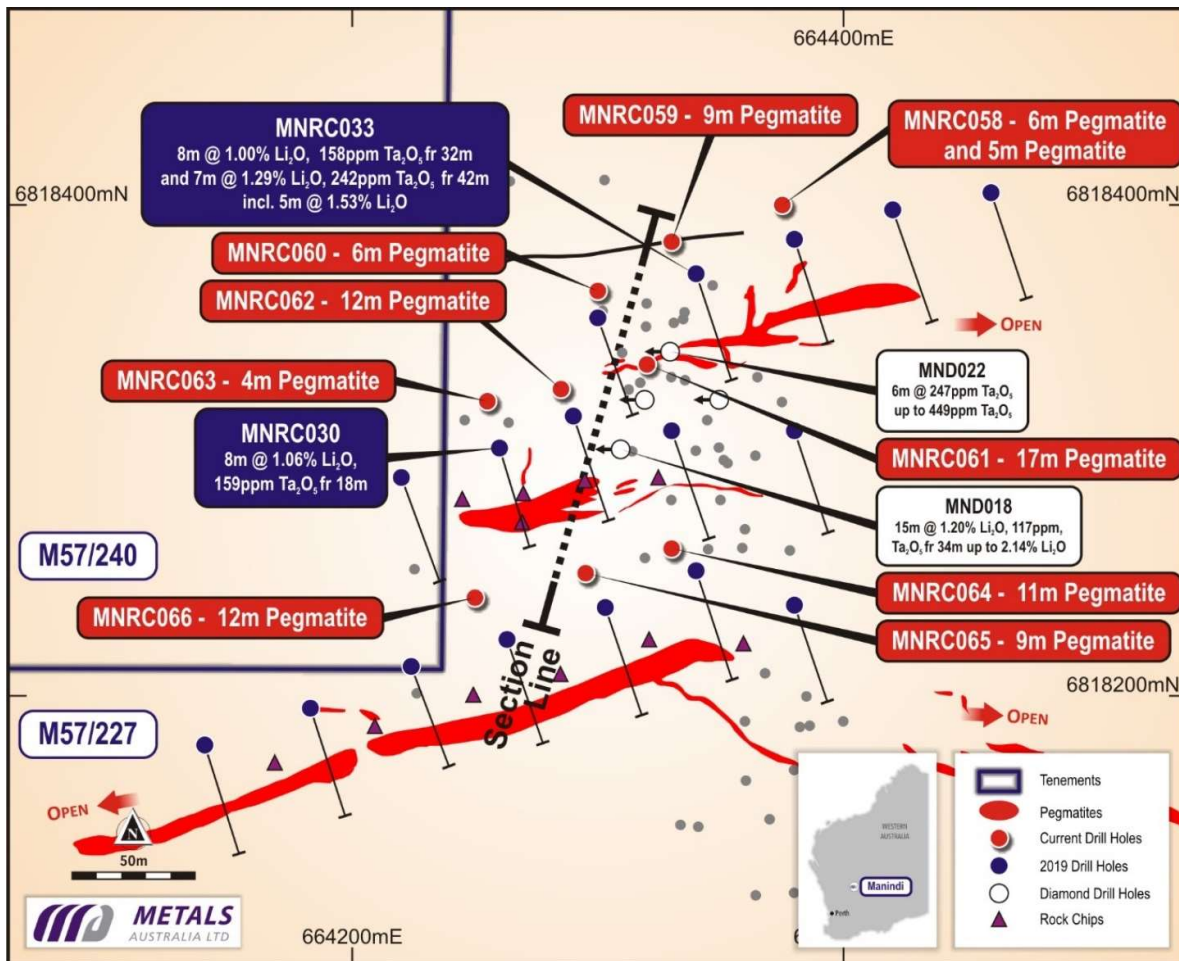 664400mE
6818400mN
6818400mN
MNRC033
8m @ 1.00% Li₂O, 158ppm Ta₂O₅ fr 32m
and 7m @ 1.29% Li₂O, 242ppm Ta₂O₅ fr 42m
incl. 5m @ 1.53% Li₂O
MNRC059 - 9m Pegmatite
MNRC058 - 6m Pegmatite
and 5m Pegmatite
MNRC060 - 6m Pegmatite
MNRC062 - 12m Pegmatite
OPEN
MNRC063 - 4m Pegmatite
MND022
6m @ 247ppm Ta₂O₅
up to 449ppm Ta₂O₅
MNRC030
8m @ 1.06% Li₂O,
159ppm Ta₂O₅ fr 18m
MNRC061 - 17m Pegmatite
MND018
15m @ 1.20% Li₂O, 117ppm,
Ta₂O₅ fr 34m up to 2.14% Li₂O
M57/240
MNRC066 - 12m Pegmatite
MNRC064 - 11m Pegmatite
MNRC065 - 9m Pegmatite
Section
Line
6818200mN
M57/227
OPEN
OPEN
N
50m
METALS
AUSTRALIA LTD
664200mE
WESTERN
AUSTRALIA
Manindi
Perth
Tenements
Pegmatites
Current Drill Holes
2019 Drill Holes
Diamond Drill Holes
Rock Chips